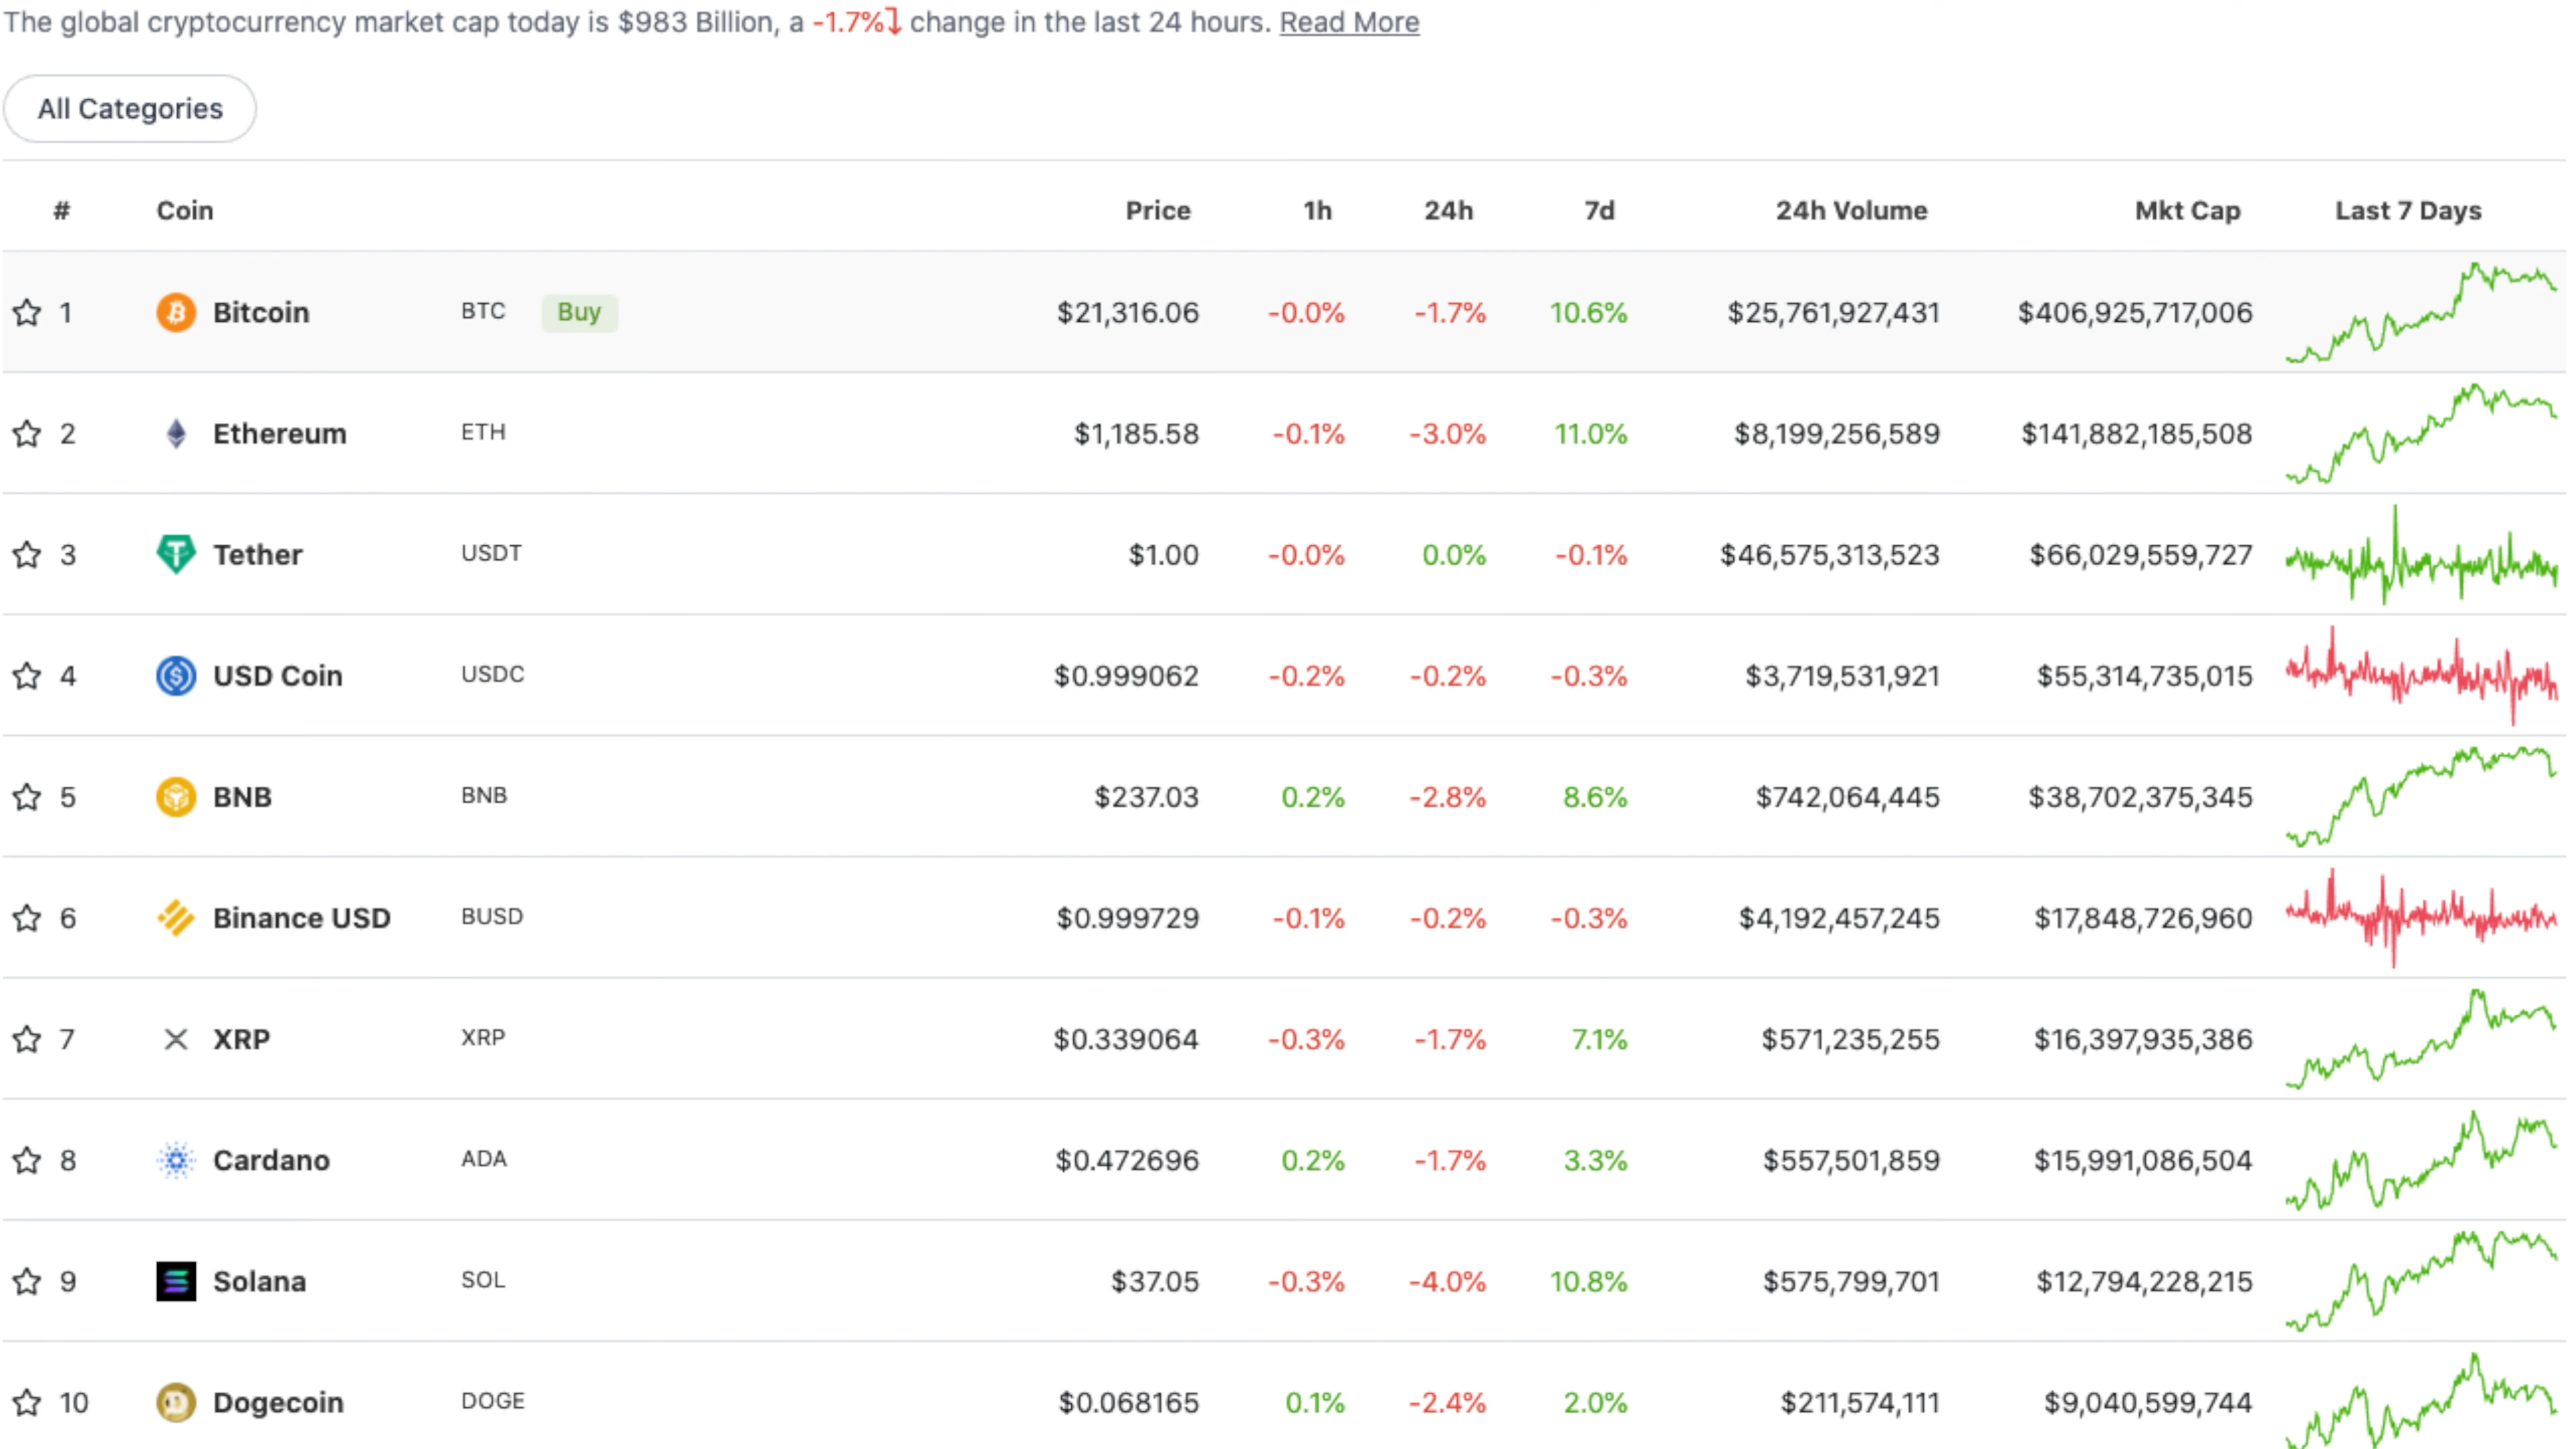 The global cryptocurrency market cap today is $983 Billion, a -1.7% change in the last 24 hours. Read More
All Categories
# Coin Price 1h 24h 7d 24h Volume Mkt Cap Last 7 Days
1 Bitcoin BTC Buy $21,316.06 -0.0% -1.7% 10.6% $25,761,927,431 $406,925,717,006
2 Ethereum ETH $1,185.58 -0.1% -3.0% 11.0% $8,199,256,589 $141,882,185,508
3 Tether USDT $1.00 -0.0% 0.0% -0.1% $46,575,313,523 $66,029,559,727
4 USD Coin USDC $0.999062 -0.2% -0.2% -0.3% $3,719,531,921 $55,314,735,015
5 BNB BNB $237.03 0.2% -2.8% 8.6% $742,064,445 $38,702,375,345
6 Binance USD BUSD $0.999729 -0.1% -0.2% -0.3% $4,192,457,245 $17,848,726,960
7 XRP XRP $0.339064 -0.3% -1.7% 7.1% $571,235,255 $16,397,935,386
8 Cardano ADA $0.472696 0.2% -1.7% 3.3% $557,501,859 $15,991,086,504
9 Solana SOL $37.05 -0.3% -4.0% 10.8% $575,799,701 $12,794,228,215
10 Dogecoin DOGE $0.068165 0.1% -2.4% 2.0% $211,574,111 $9,040,599,744